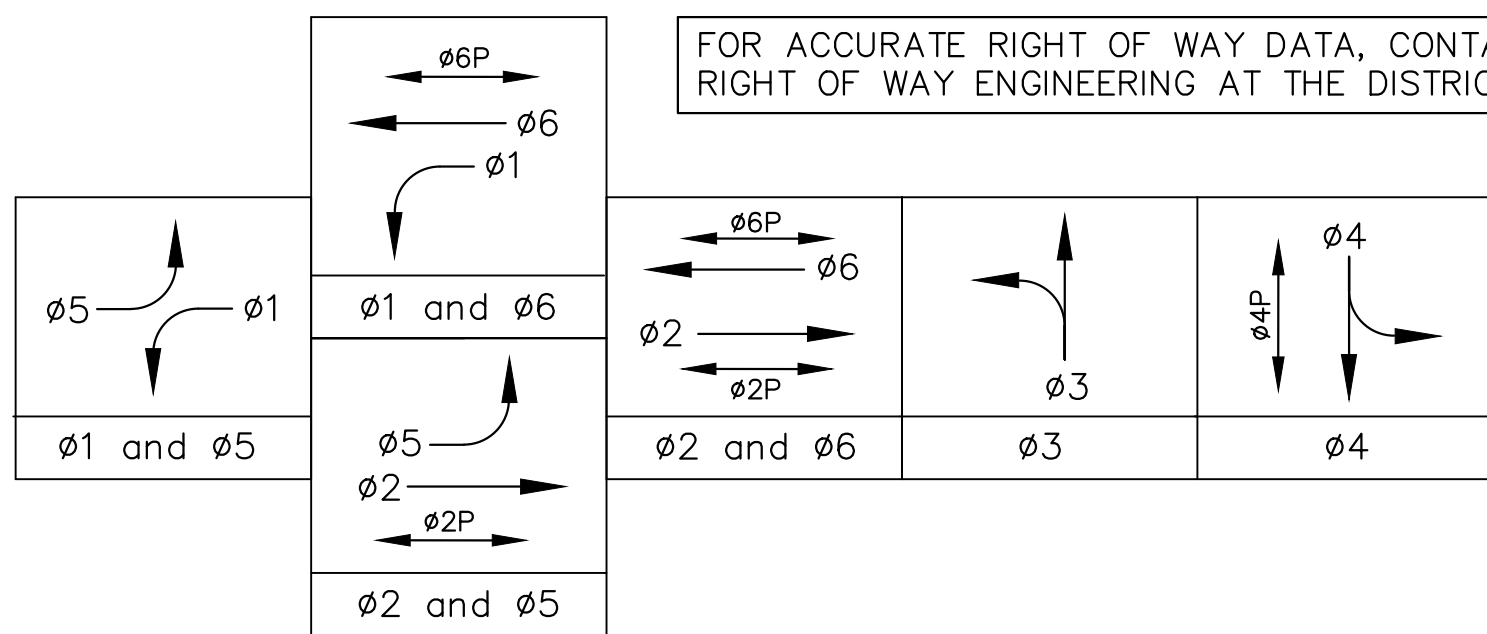 FOR ACCURATE RIGHT OF WAY DATA, CONTA
RIGHT OF WAY ENGINEERING AT THE DISTRIC
ø6P
ø6
ø1
ø1 and ø6
ø5
ø1
ø1 and ø5
ø5
ø2
ø2P
ø2 and ø5
ø6P
ø6
ø2
ø2P
ø2 and ø6
ø3
ø3
ø4
ø4P
ø4